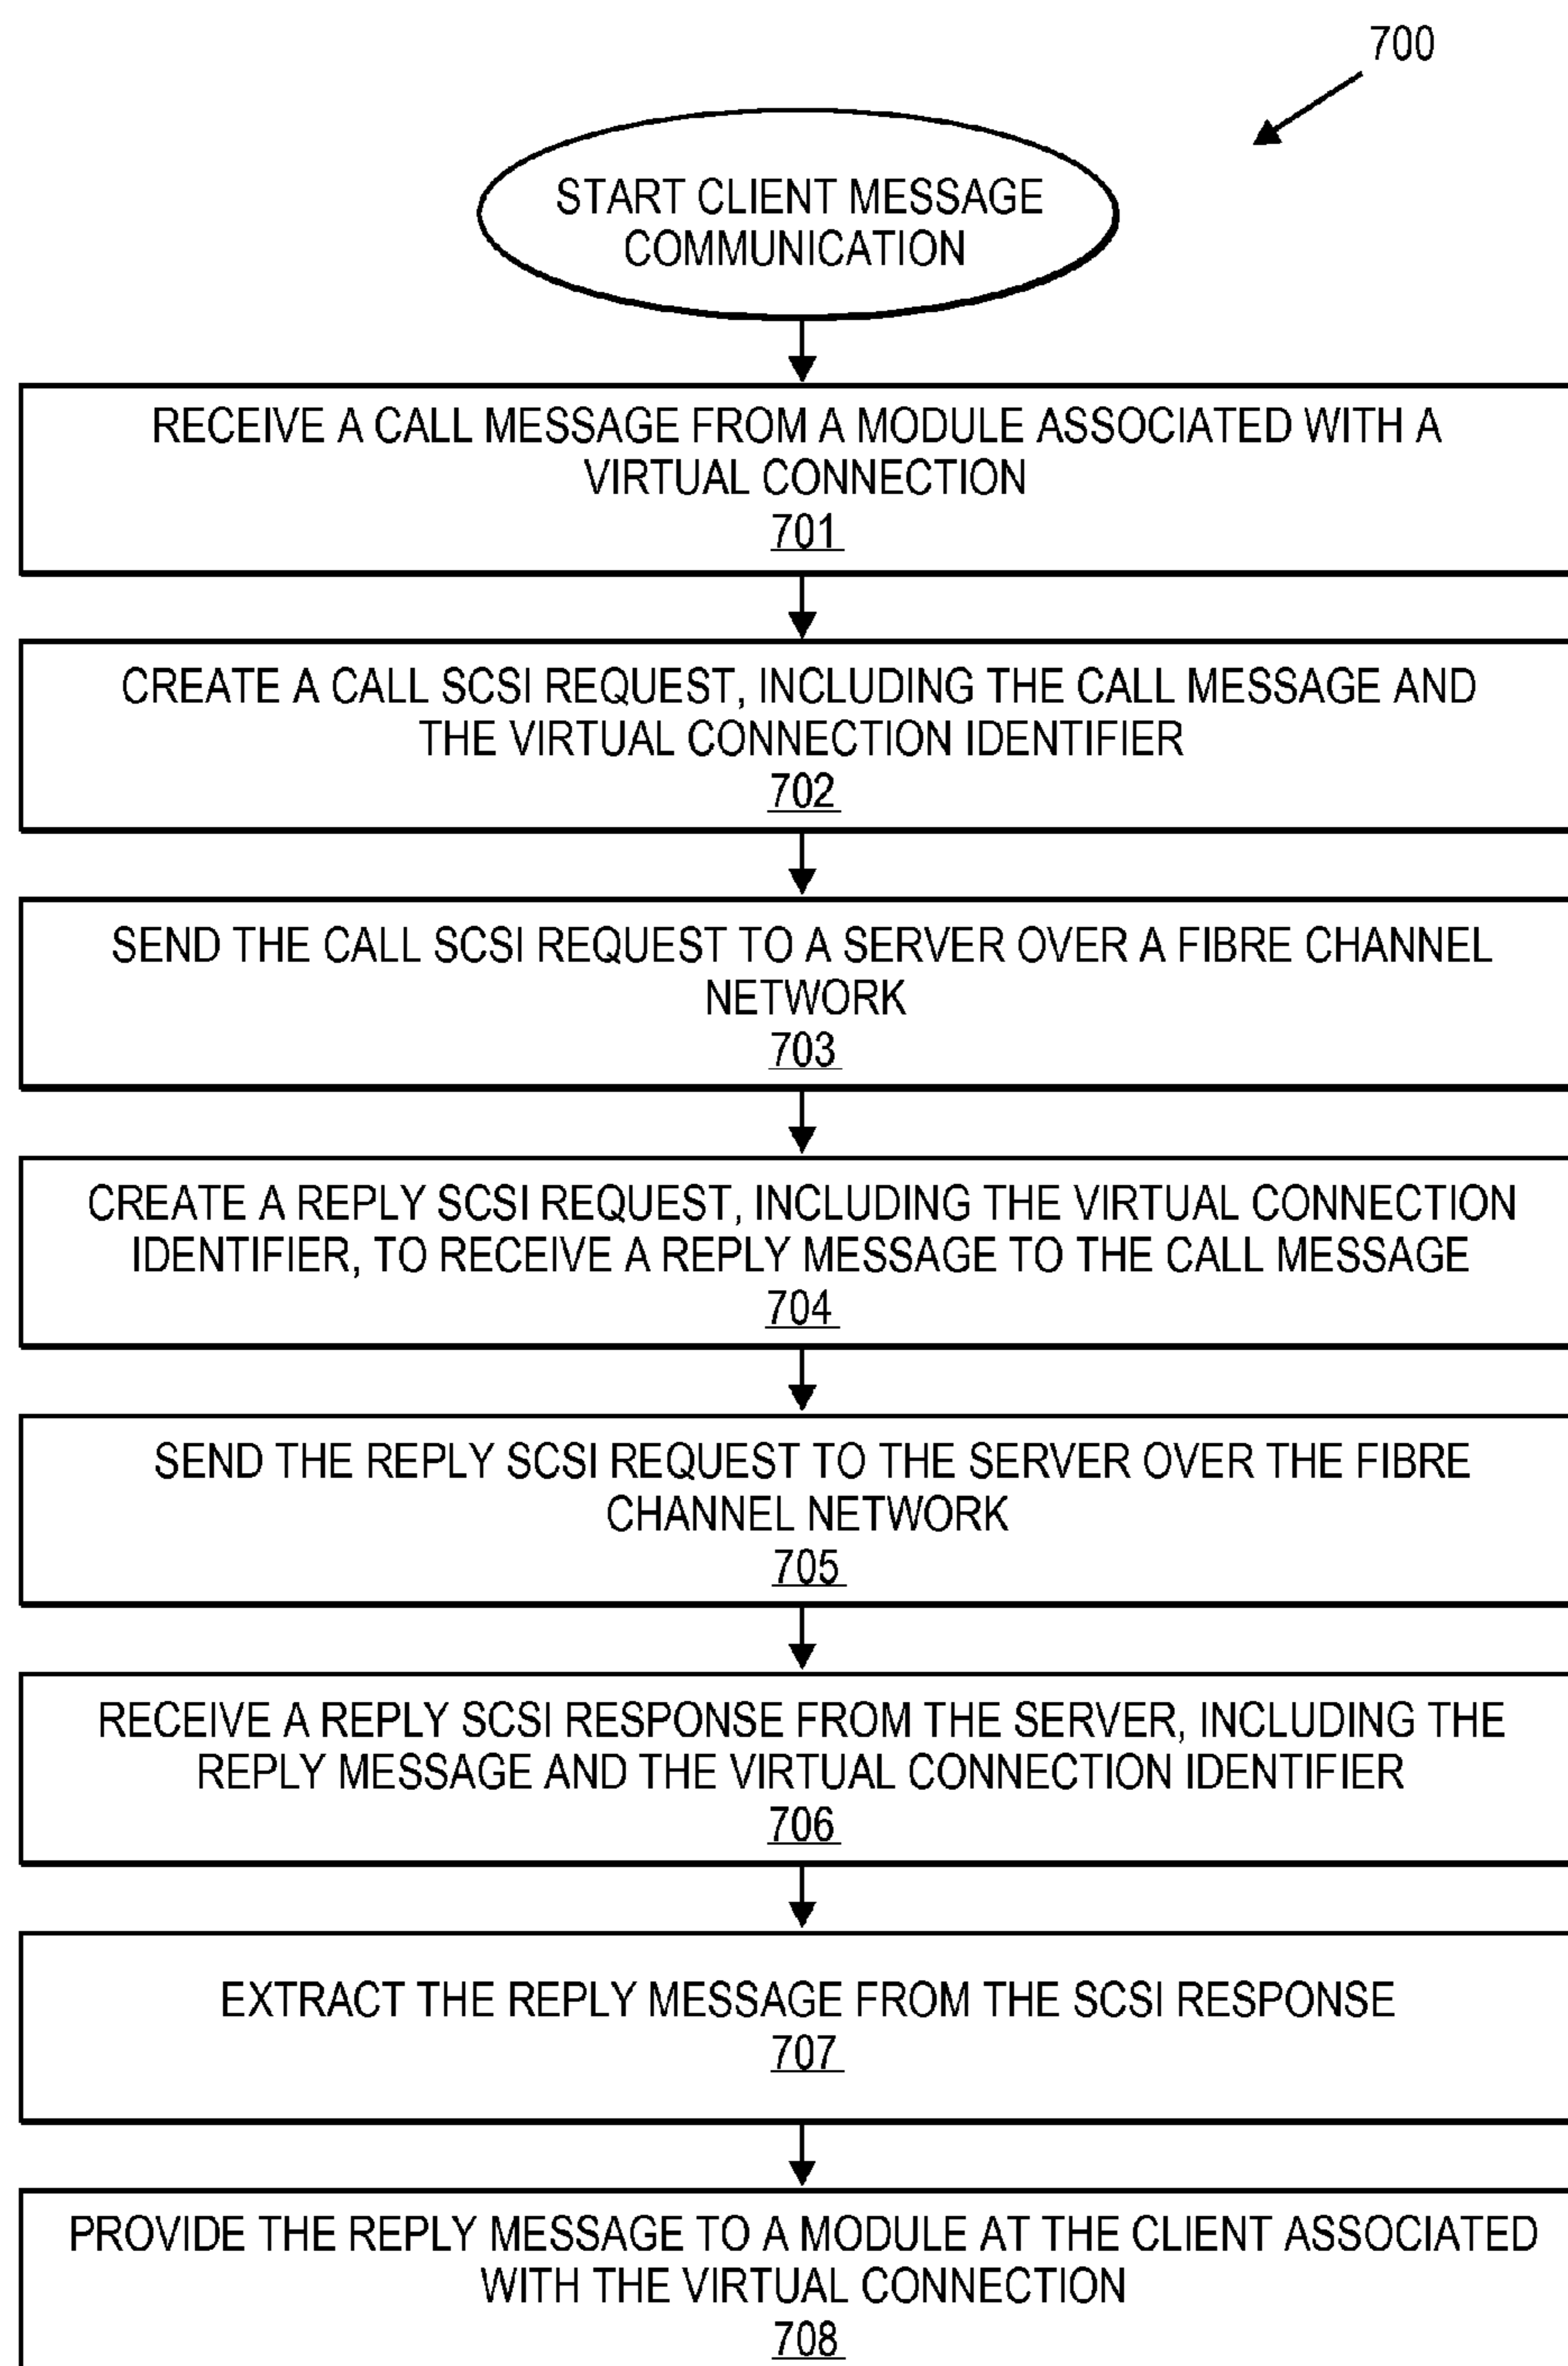 700
START CLIENT MESSAGE
COMMUNICATION
RECEIVE A CALL MESSAGE FROM A MODULE ASSOCIATED WITH A
VIRTUAL CONNECTION
701
CREATE A CALL SCSI REQUEST, INCLUDING THE CALL MESSAGE AND
THE VIRTUAL CONNECTION IDENTIFIER
702
SEND THE CALL SCSI REQUEST TO A SERVER OVER A FIBRE CHANNEL
NETWORK
703
CREATE A REPLY SCSI REQUEST, INCLUDING THE VIRTUAL CONNECTION
IDENTIFIER, TO RECEIVE A REPLY MESSAGE TO THE CALL MESSAGE
704
SEND THE REPLY SCSI REQUEST TO THE SERVER OVER THE FIBRE
CHANNEL NETWORK
705
RECEIVE A REPLY SCSI RESPONSE FROM THE SERVER, INCLUDING THE
REPLY MESSAGE AND THE VIRTUAL CONNECTION IDENTIFIER
706
EXTRACT THE REPLY MESSAGE FROM THE SCSI RESPONSE
707
PROVIDE THE REPLY MESSAGE TO A MODULE AT THE CLIENT ASSOCIATED
WITH THE VIRTUAL CONNECTION
708